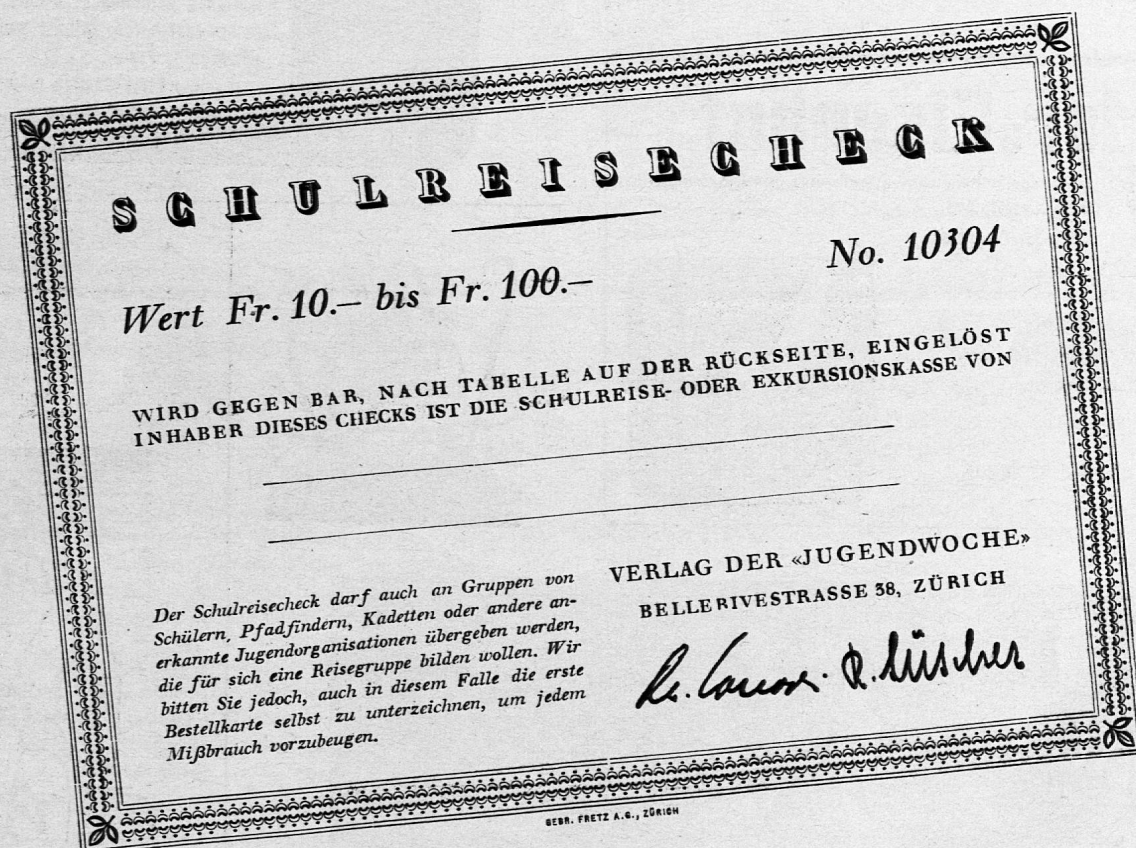 SCHULREISECHECK
Wert Fr. 10.– bis Fr. 100.–
No. 10304
WIRD GEGEN BAR, NACH TABELLE AUF DER RÜCKSEITE, EINGELÖST
INHABER DIESES CHECKS IST DIE SCHULREISE- ODER EXKURSIONSKASSE VON
Der Schulreisecheck darf auch an Gruppen von
Schülern, Pfadfindern, Kadetten oder andere an-
erkannte Jugendorganisationen übergeben werden,
die für sich eine Reisegruppe bilden wollen. Wir
bitten Sie jedoch, auch in diesem Falle die erste
Bestellkarte selbst zu unterzeichnen, um jedem
Mißbrauch vorzubeugen.
VERLAG DER «JUGENDWOCHE»
BELLERIVESTRASSE 38, ZÜRICH
R. Lüscher
GEBR. FRETZ A.G., ZÜRICH